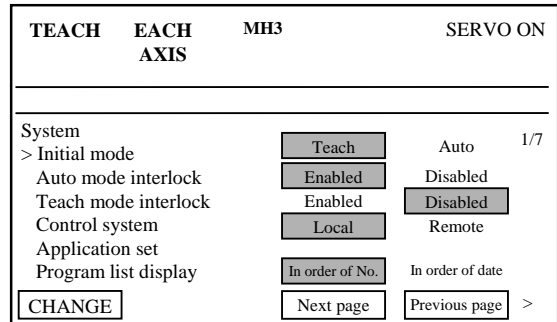 TEACH EACH AXIS MH3 SERVO ON
System 1/7
> Initial mode Teach Auto
Auto mode interlock Enabled Disabled
Teach mode interlock Enabled Disabled
Control system Local Remote
Application set
Program list display In order of No. In order of date
CHANGE Next page Previous page >